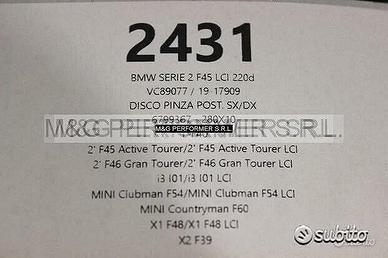 2431
BMW SERIE 2 F45 LCI 220d
VC89077 / 19-17909
DISCO PINZA POST. SX/DX
6799367 - 280X10
M&G PERFORMER S.R.L.
M&G PERFORMER S.R.L
2' F45 Active Tourer/2' F45 Active Tourer LCI
2' F46 Gran Tourer/2' F46 Gran Tourer LCI
i3 I01/i3 I01 LCI
MINI Clubman F54/MINI Clubman F54 LCI
MINI Countryman F60
X1 F48/X1 F48 LCI
X2 F39
subito